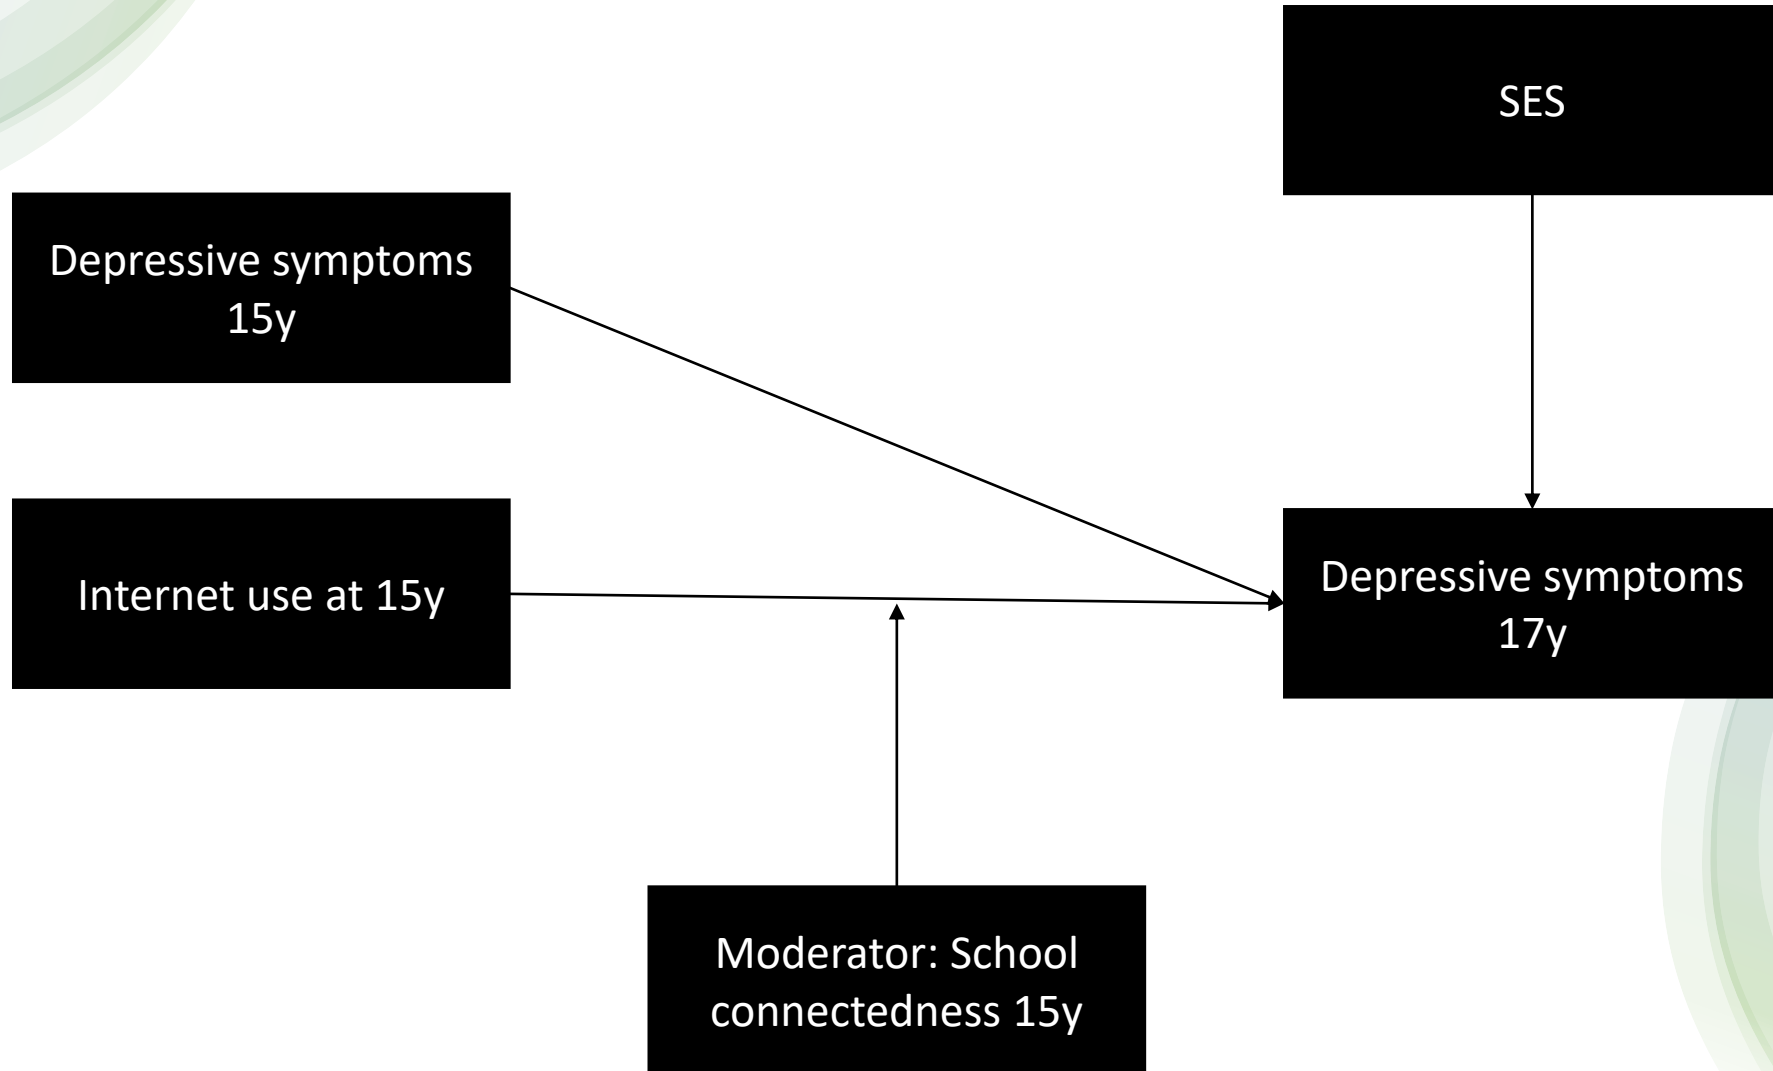 SES
Depressive symptoms
15y
Internet use at 15y
Depressive symptoms
17y
Moderator: School
connectedness 15y